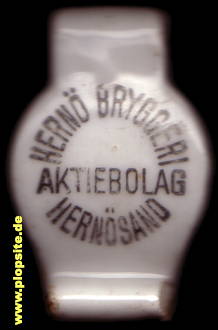 HERNÖ BRYGGERI
AKTIEBOLAG
HERNÖSAND
www.plopsite.de